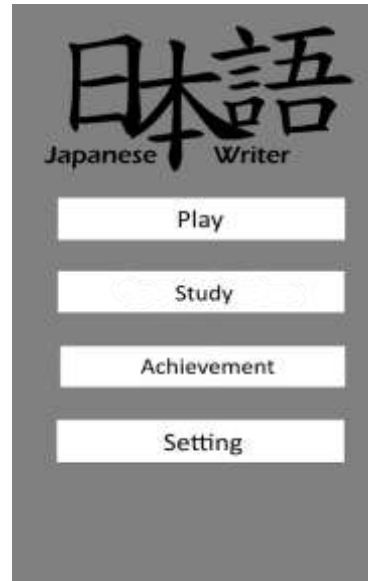 日本語
Japanese Writer
Play
Study
Achievement
Setting